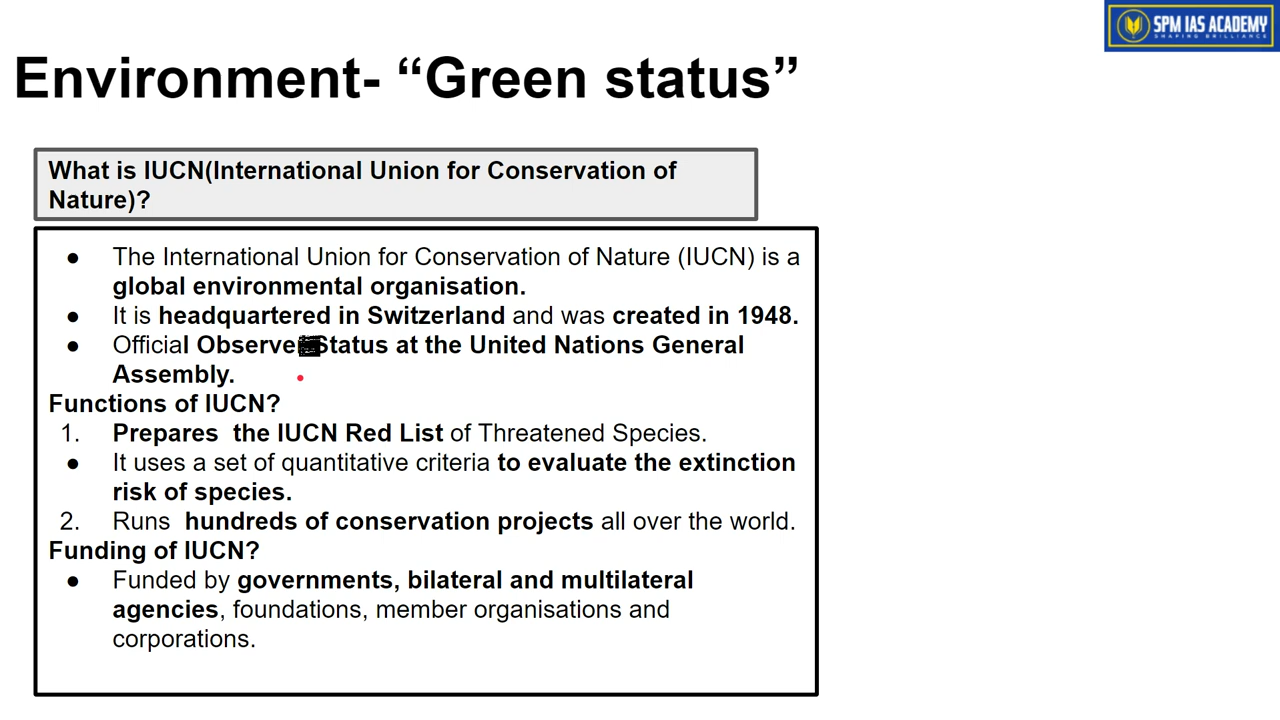 SPM IAS ACADEMY
SHAPING BRILLIANCE
Environment- “Green status”
What is IUCN(International Union for Conservation of
Nature)?
● The International Union for Conservation of Nature (IUCN) is a
global environmental organisation.
● It is headquartered in Switzerland and was created in 1948.
● Official Observer Status at the United Nations General
Assembly.
Functions of IUCN?
1. Prepares the IUCN Red List of Threatened Species.
● It uses a set of quantitative criteria to evaluate the extinction
risk of species.
2. Runs hundreds of conservation projects all over the world.
Funding of IUCN?
● Funded by governments, bilateral and multilateral
agencies, foundations, member organisations and
corporations.